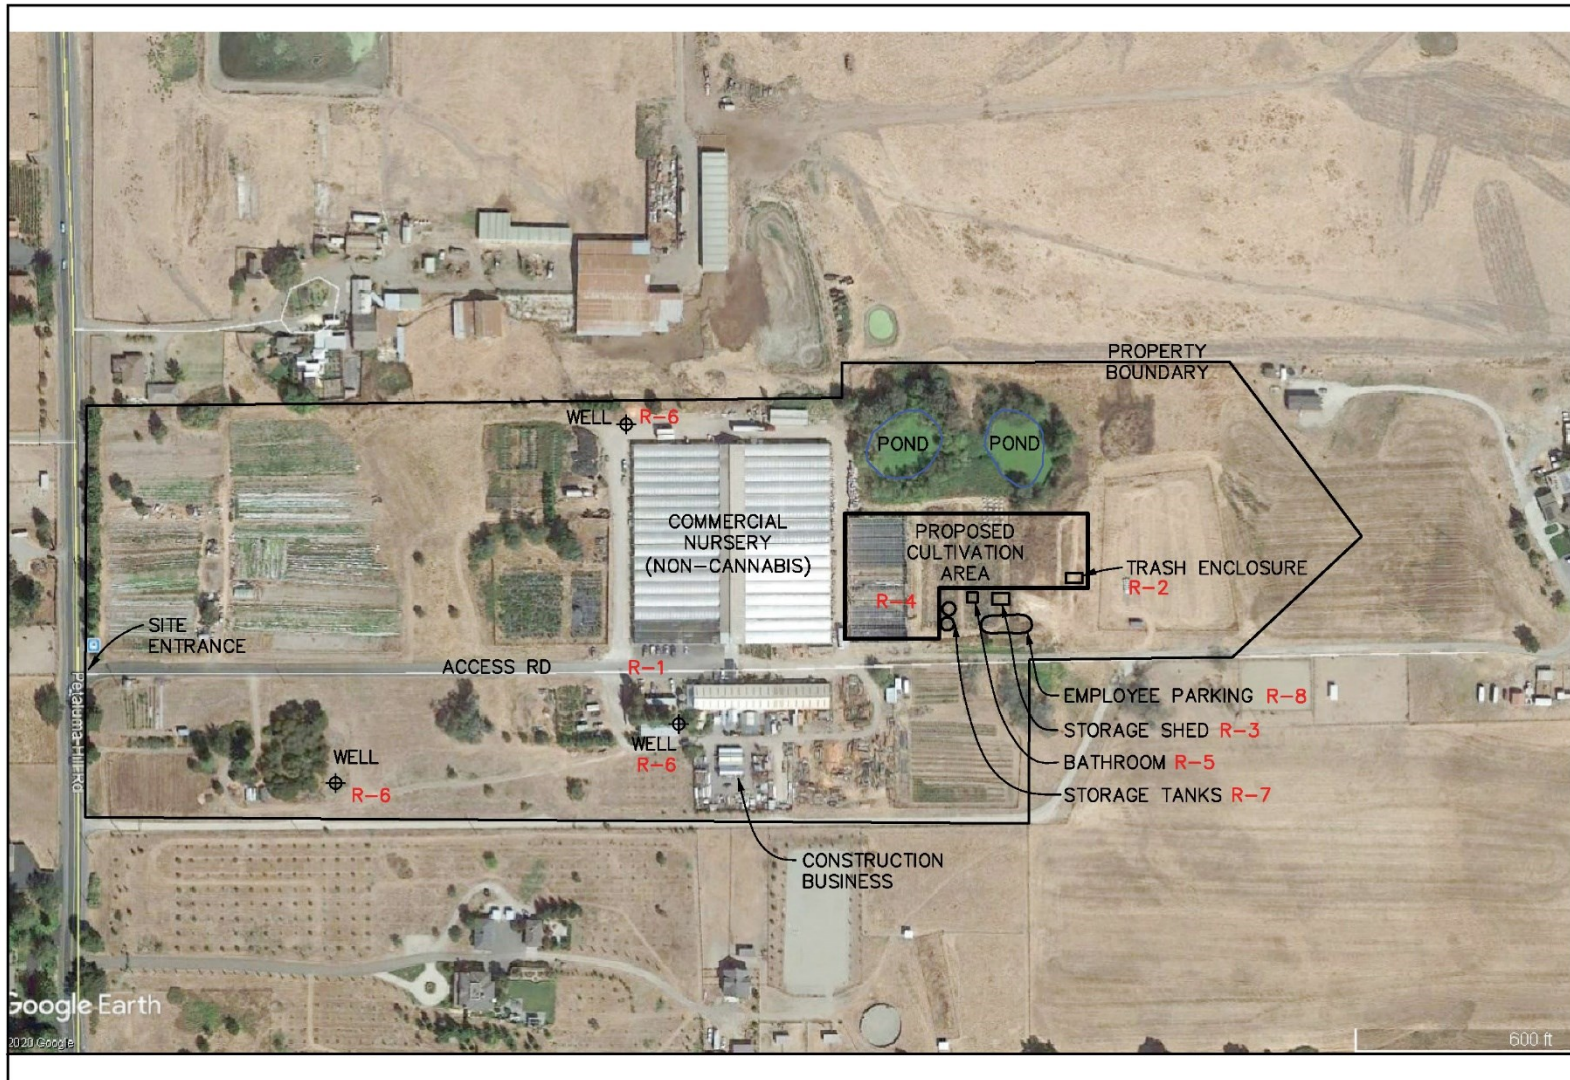 PROPERTY
BOUNDARY
WELL R-6
POND
POND
COMMERCIAL
NURSERY
(NON-CANNABIS)
PROPOSED
CULTIVATION
AREA
R-4
TRASH ENCLOSURE
R-2
SITE
ENTRANCE
ACCESS RD R-1
Petaluma Hill Rd
EMPLOYEE PARKING R-8
STORAGE SHED R-3
BATHROOM R-5
STORAGE TANKS R-7
WELL
R-6
WELL
R-6
CONSTRUCTION
BUSINESS
Google Earth
2020 Google
600 ft